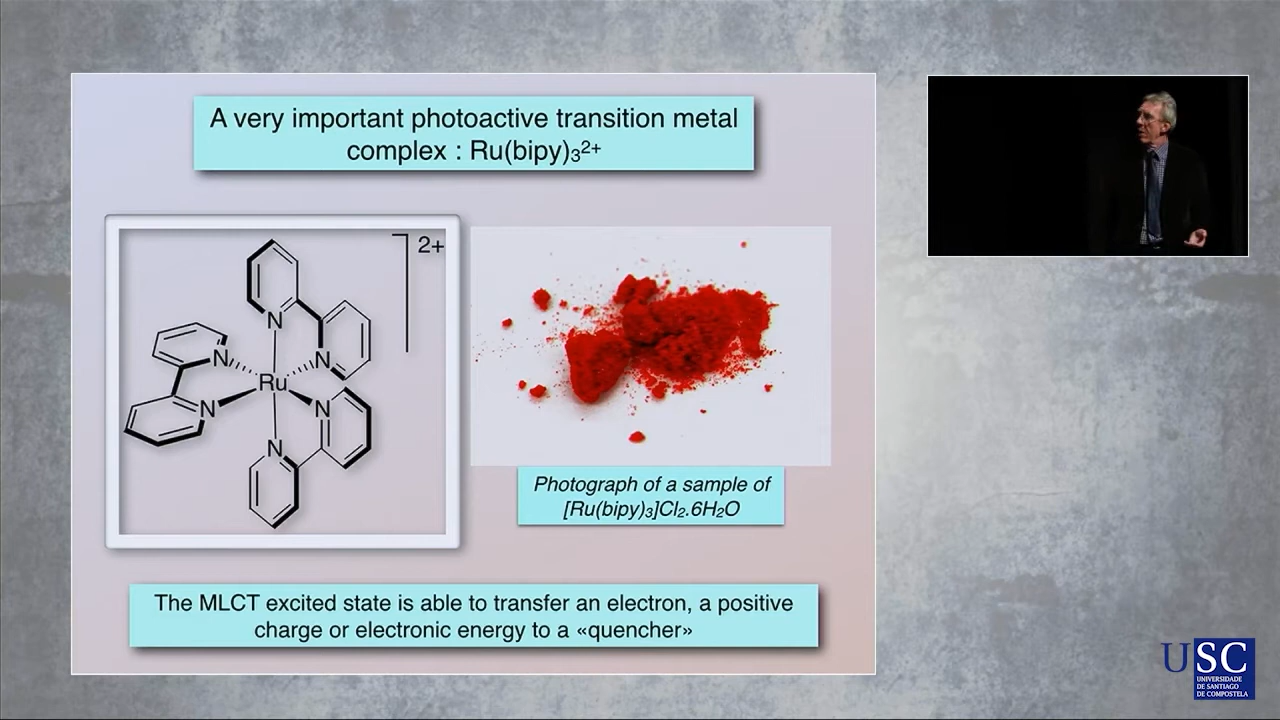 A very important photoactive transition metal
complex : Ru(bipy)₃²⁺
2+
N
N
N
Ru
N
N
N
Photograph of a sample of
[Ru(bipy)₃]Cl₂.6H₂O
The MLCT excited state is able to transfer an electron, a positive
charge or electronic energy to a «quencher»
USC
UNIVERSIDADE
DE SANTIAGO
DE COMPOSTELA